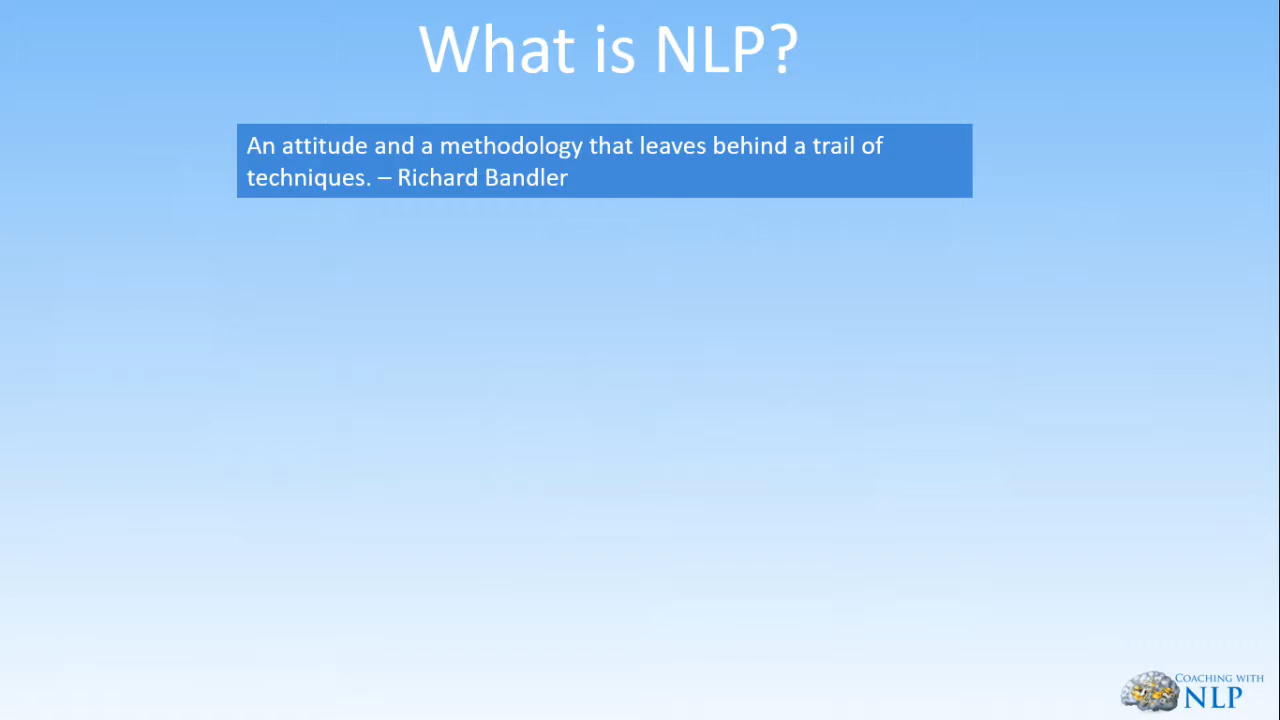 What is NLP?
An attitude and a methodology that leaves behind a trail of
techniques. – Richard Bandler
COACHING WITH
NLP